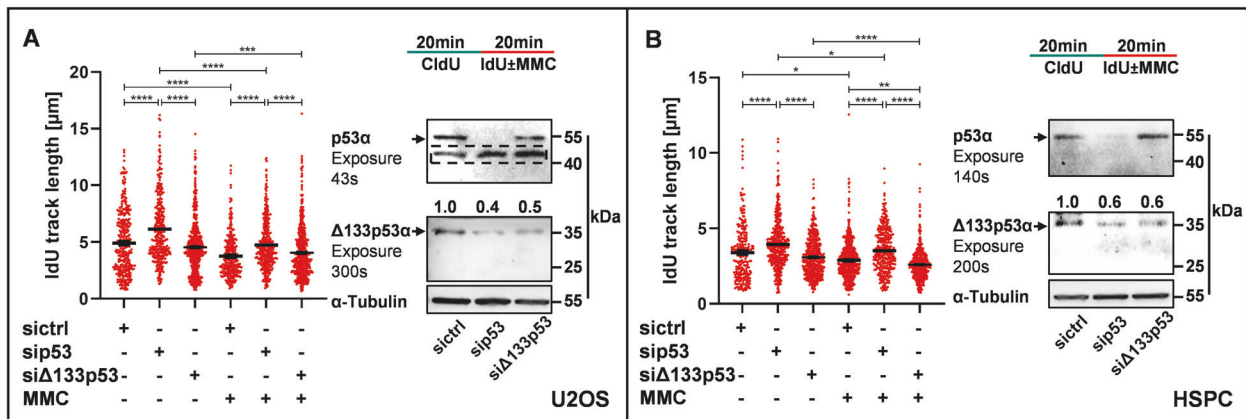 A
20min 20min
CldU IdU±MMC
*** 
****
****
**** **** **** ****
IdU track length [µm]
20
15
10
5
0
p53α
Exposure
43s
55
40
1.0 0.4 0.5
Δ133p53α
Exposure
300s
35
25
α-Tubulin
55
kDa
sictrl sip53 siΔ133p53
sictrl + - - + - -
sip53 - + - - + -
siΔ133p53 - - + - - +
MMC - - - + + +
U2OS
B
20min 20min
CldU IdU±MMC
****
*
*
**
**** **** **** ****
IdU track length [µm]
15
10
5
0
p53α
Exposure
140s
55
40
1.0 0.6 0.6
Δ133p53α
Exposure
200s
35
25
α-Tubulin
55
kDa
sictrl sip53 siΔ133p53
sictrl + - - + - -
sip53 - + - - + -
siΔ133p53 - - + - - +
MMC - - - + + +
HSPC